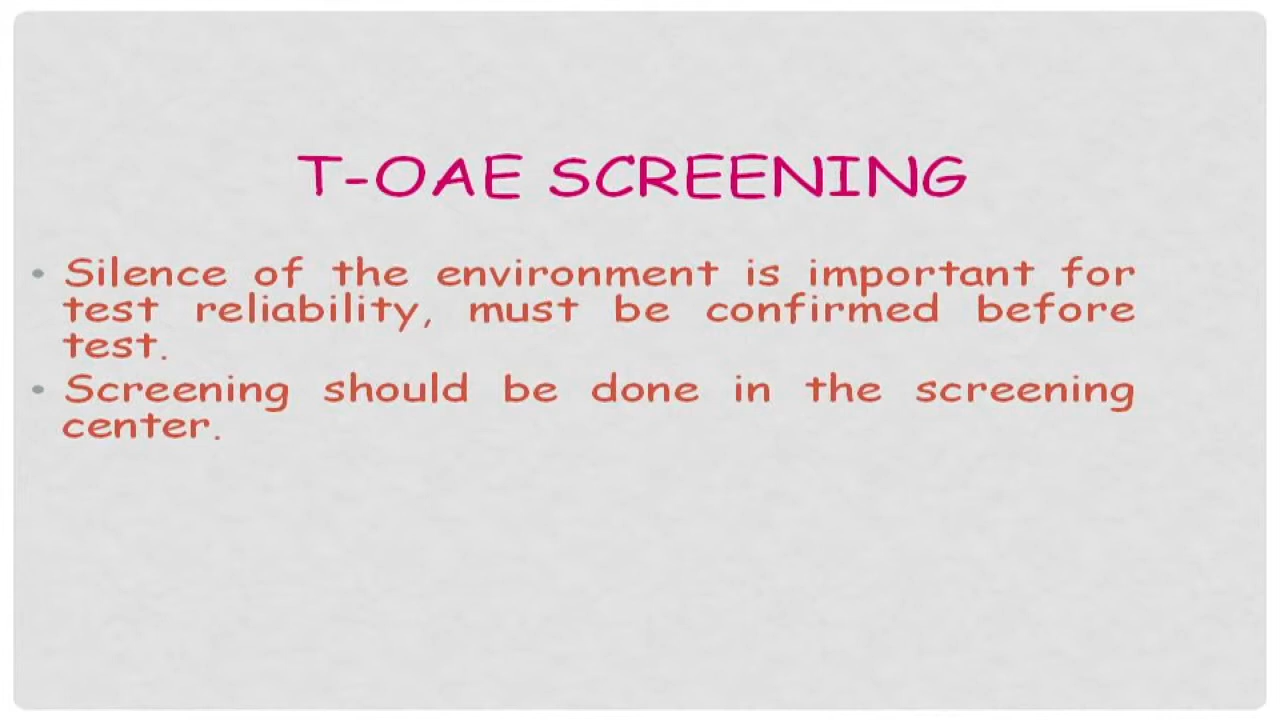 T-OAE SCREENING
• Silence of the environment is important for
test reliability, must be confirmed before
test.
• Screening should be done in the screening
center.